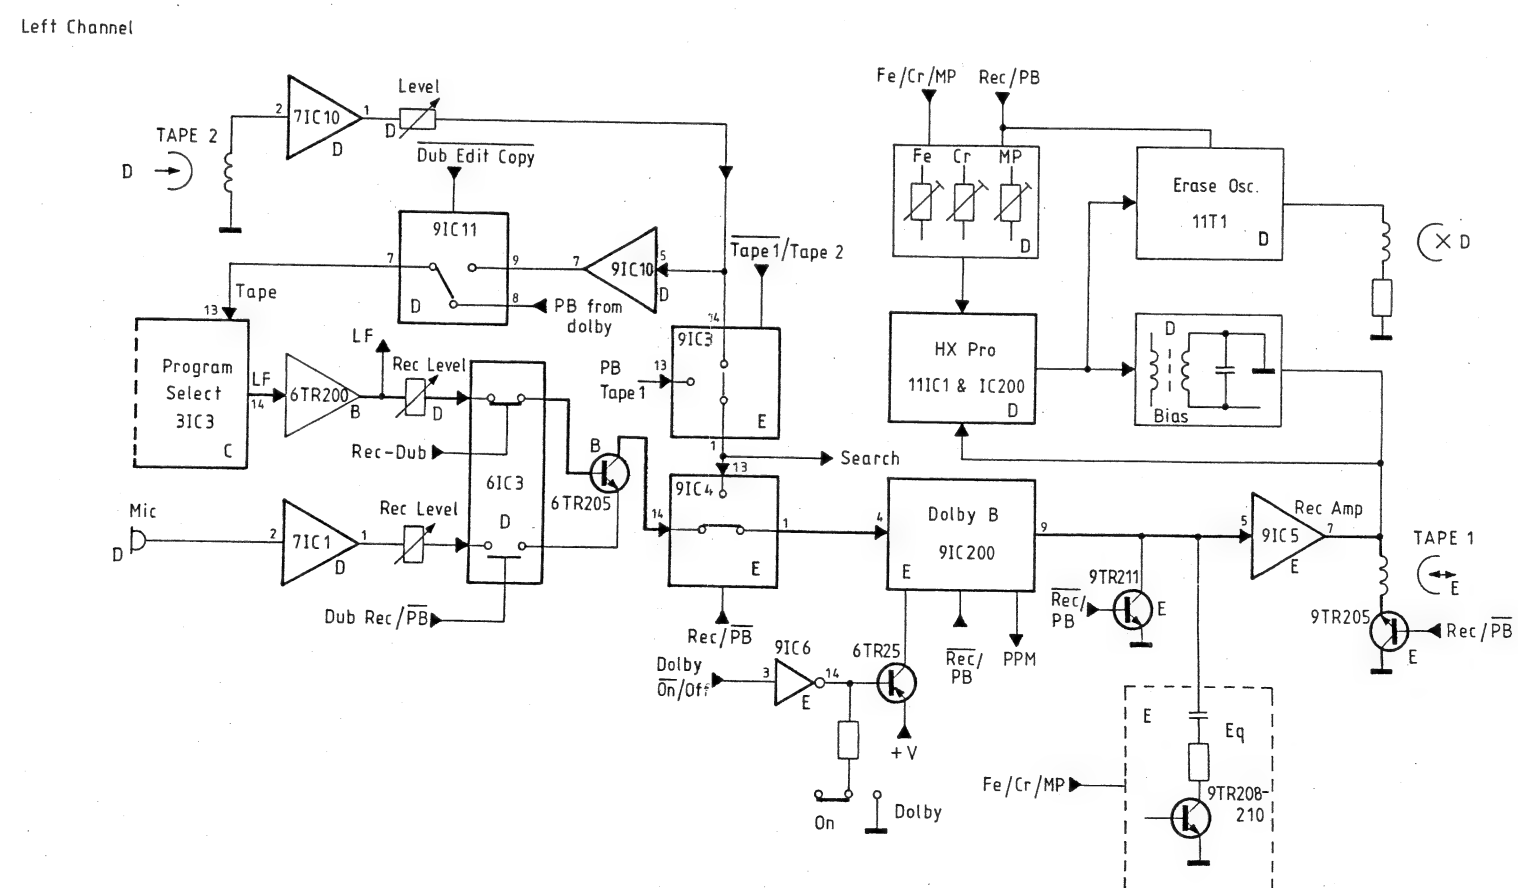 Left Channel
Level
7IC10
2
1
D
D
TAPE 2
D
Dub Edit Copy
9IC11
7
9
8
D
PB from
dolby
7
9IC10
5
D
Tape 1/Tape 2
Tape
13
Program
Select
3IC3
C
LF
14
6TR200
B
LF
Rec Level
D
Rec-Dub
6IC3
D
B
6TR205
Mic
D
2
7IC1
1
D
Rec Level
Dub Rec/PB
14
9IC3
PB
Tape 1
13
E
1
Search
13
9IC4
14
1
E
Rec/PB
Fe/Cr/MP
Rec/PB
Fe
Cr
MP
D
Erase Osc.
11T1
D
D
HX Pro
11IC1 & IC200
D
D
Bias
4
Dolby B
9IC200
9
E
Rec/
PB
PPM
Dolby
On/Off
3
9IC6
14
E
6TR25
+V
On
Dolby
9TR211
Rec/
PB
E
5
Rec Amp
9IC5
7
E
TAPE 1
E
9TR205
Rec/PB
E
E
Eq
Fe/Cr/MP
9TR208-
210